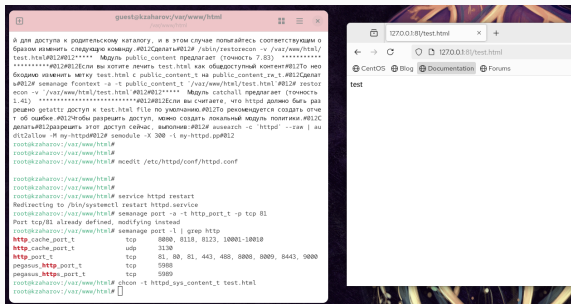 guest@kzaharov:/var/www/html
й для доступа к родительскому каталогу, и в этом случае попытайтесь соответствующим о
бразом изменить следующую команду.#012Сделать#012# /sbin/restorecon -v /var/www/html/
test.html#012#012***** Модуль public_content предлагает (точность 7.83) ************
**********#012#012Если вы хотите лечить test.html как общедоступный контент#012То нео
бходимо изменить метку test.html с public_content_t на public_content_rw_t.#012Сделат
ь#012# semanage fcontext -a -t public_content_t '/var/www/html/test.html'#012# restor
econ -v '/var/www/html/test.html'#012#012***** Модуль catchall предлагает (точность
1.41) **************************#012#012Если вы считаете, что httpd должно быть раз
решено getattr доступ к test.html file по умолчанию.#012То рекомендуется создать отче
т об ошибке.#012Чтобы разрешить доступ, можно создать локальный модуль политики.#012С
делать#012разрешить этот доступ сейчас, выполнив:#012# ausearch -c 'httpd' --raw | au
dit2allow -M my-httpd#012# semodule -X 300 -i my-httpd.pp#012
root@kzaharov:/var/www/html#
root@kzaharov:/var/www/html#
root@kzaharov:/var/www/html# mcedit /etc/httpd/conf/httpd.conf

root@kzaharov:/var/www/html#
root@kzaharov:/var/www/html# service httpd restart
Redirecting to /bin/systemctl restart httpd.service
root@kzaharov:/var/www/html# semanage port -a -t http_port_t -p tcp 81
Port tcp/81 already defined, modifying instead
root@kzaharov:/var/www/html# semanage port -l | grep http
http_cache_port_t tcp 8080, 8118, 8123, 10001-10010
http_cache_port_t udp 3130
http_port_t tcp 81, 80, 81, 443, 488, 8008, 8009, 8443, 9000
pegasus_http_port_t tcp 5988
pegasus_https_port_t tcp 5989
root@kzaharov:/var/www/html# chcon -t httpd_sys_content_t test.html
root@kzaharov:/var/www/html#
127.0.0.1:81/test.html
127.0.0.1:81/test.html
CentOS Blog Documentation Forums
test